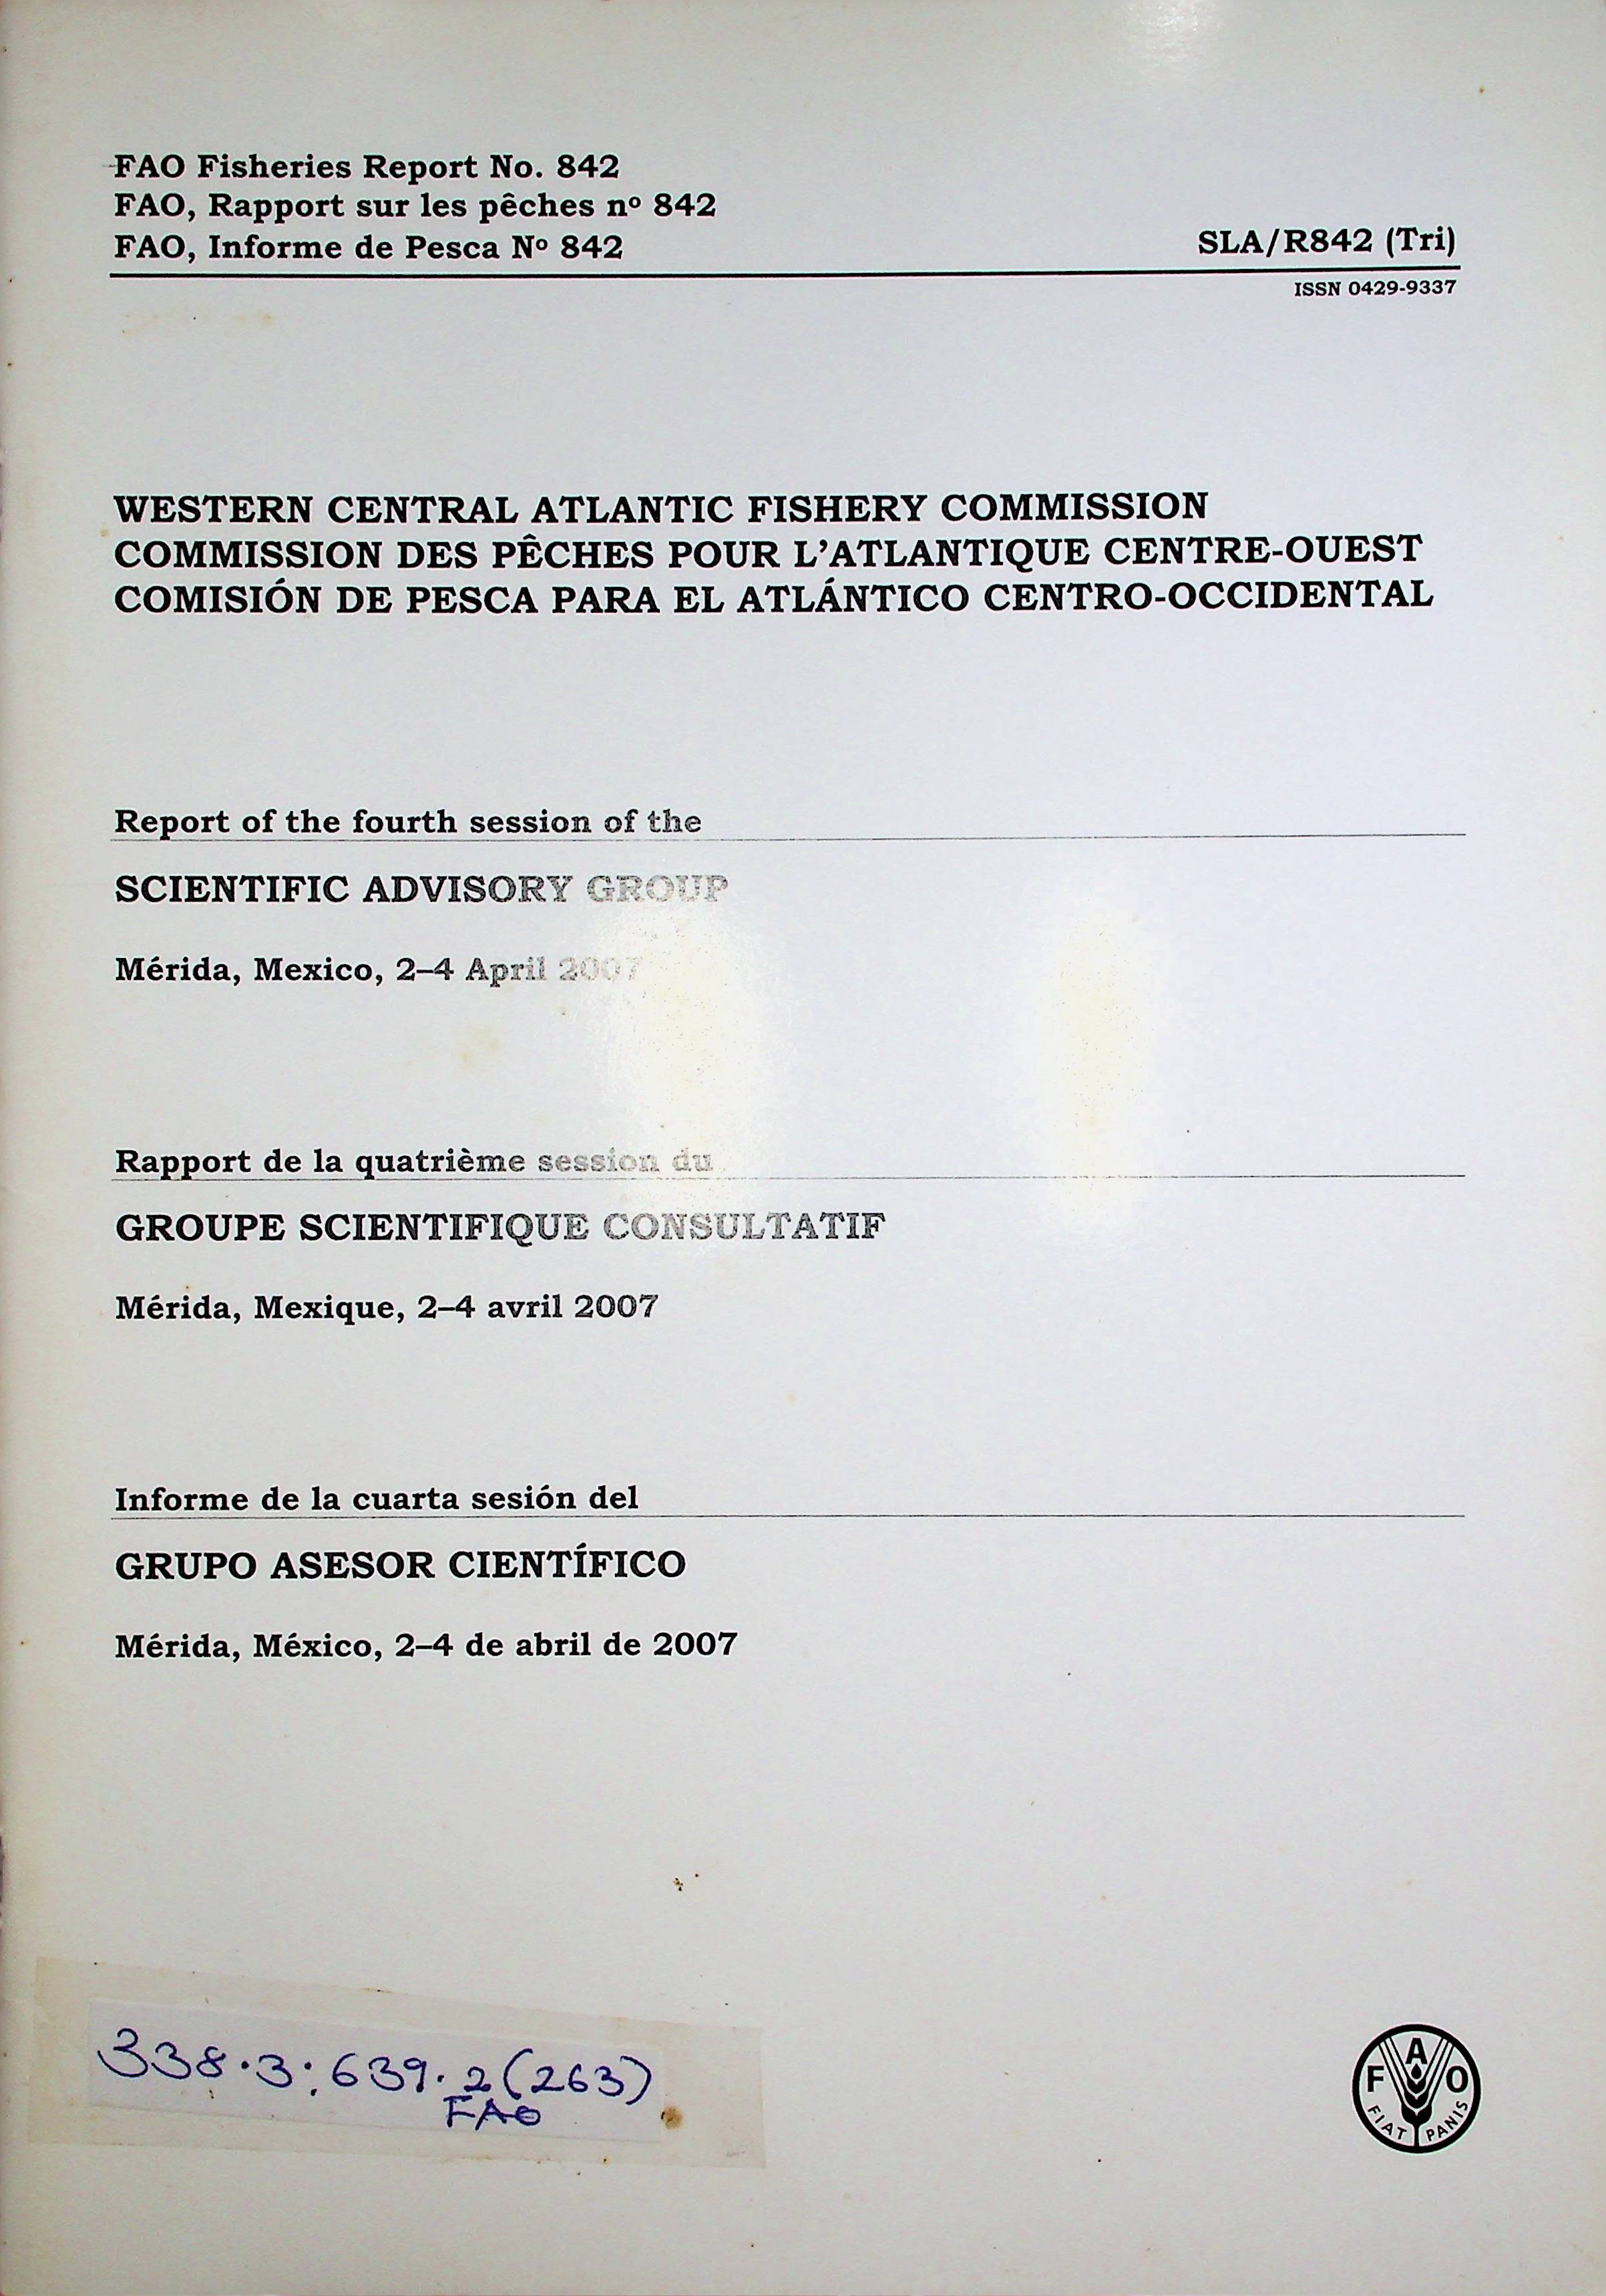 FAO Fisheries Report No. 842
FAO, Rapport sur les pêches nº 842
FAO, Informe de Pesca Nº 842
SLA/R842 (Tri)
ISSN 0429-9337
WESTERN CENTRAL ATLANTIC FISHERY COMMISSION
COMMISSION DES PÊCHES POUR L'ATLANTIQUE CENTRE-OUEST
COMISIÓN DE PESCA PARA EL ATLÁNTICO CENTRO-OCCIDENTAL
Report of the fourth session of the
SCIENTIFIC ADVISORY GROUP
Mérida, Mexico, 2–4 April 2007
Rapport de la quatrième session du
GROUPE SCIENTIFIQUE CONSULTATIF
Mérida, Mexique, 2–4 avril 2007
Informe de la cuarta sesión del
GRUPO ASESOR CIENTÍFICO
Mérida, México, 2–4 de abril de 2007
338.3:639.2(263)
FAO
FAO
FIAT PANIS